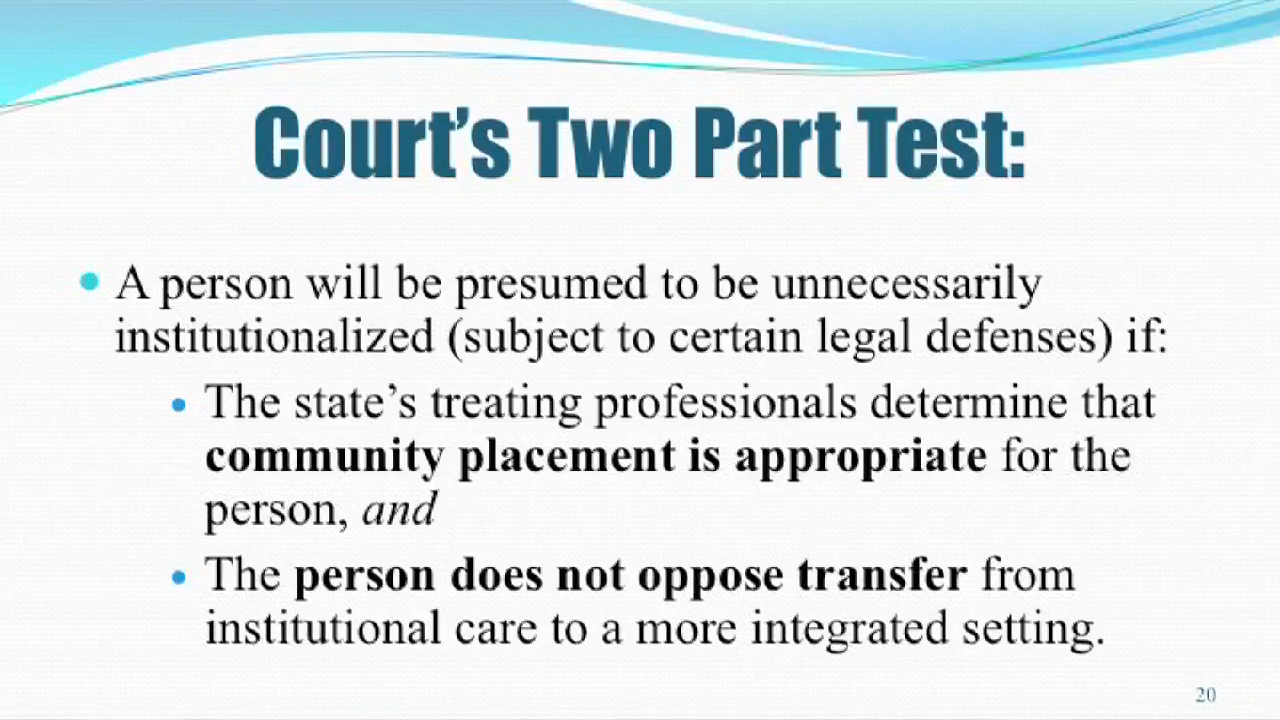 Court’s Two Part Test:
A person will be presumed to be unnecessarily
institutionalized (subject to certain legal defenses) if:
The state’s treating professionals determine that
community placement is appropriate for the
person, and
The person does not oppose transfer from
institutional care to a more integrated setting.
20